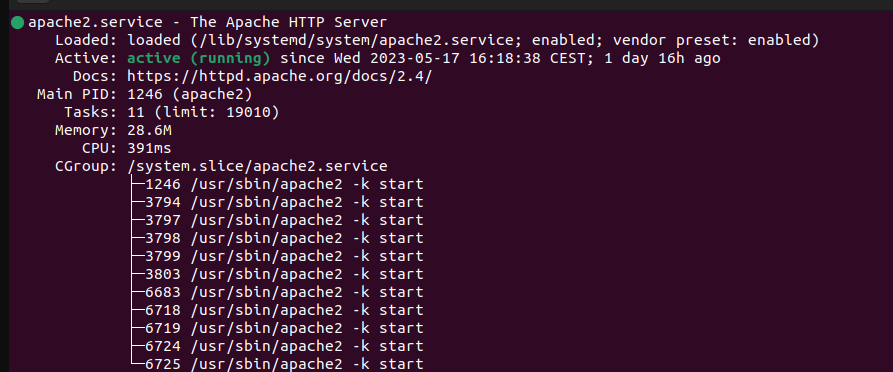 ● apache2.service - The Apache HTTP Server
Loaded: loaded (/lib/systemd/system/apache2.service; enabled; vendor preset: enabled)
Active: active (running) since Wed 2023-05-17 16:18:38 CEST; 1 day 16h ago
Docs: https://httpd.apache.org/docs/2.4/
Main PID: 1246 (apache2)
Tasks: 11 (limit: 19010)
Memory: 28.6M
CPU: 391ms
CGroup: /system.slice/apache2.service
├─1246 /usr/sbin/apache2 -k start
├─3794 /usr/sbin/apache2 -k start
├─3797 /usr/sbin/apache2 -k start
├─3798 /usr/sbin/apache2 -k start
├─3799 /usr/sbin/apache2 -k start
├─3803 /usr/sbin/apache2 -k start
├─6683 /usr/sbin/apache2 -k start
├─6718 /usr/sbin/apache2 -k start
├─6719 /usr/sbin/apache2 -k start
├─6724 /usr/sbin/apache2 -k start
└─6725 /usr/sbin/apache2 -k start